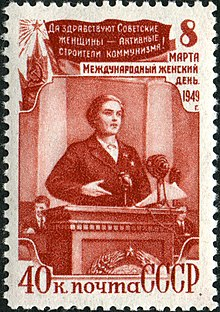 Да здравствуют Советские
женщины — активные
строители коммунизма!
8
МАРТА
Международный женский
день.
1949
г.
40 к. почта СССР